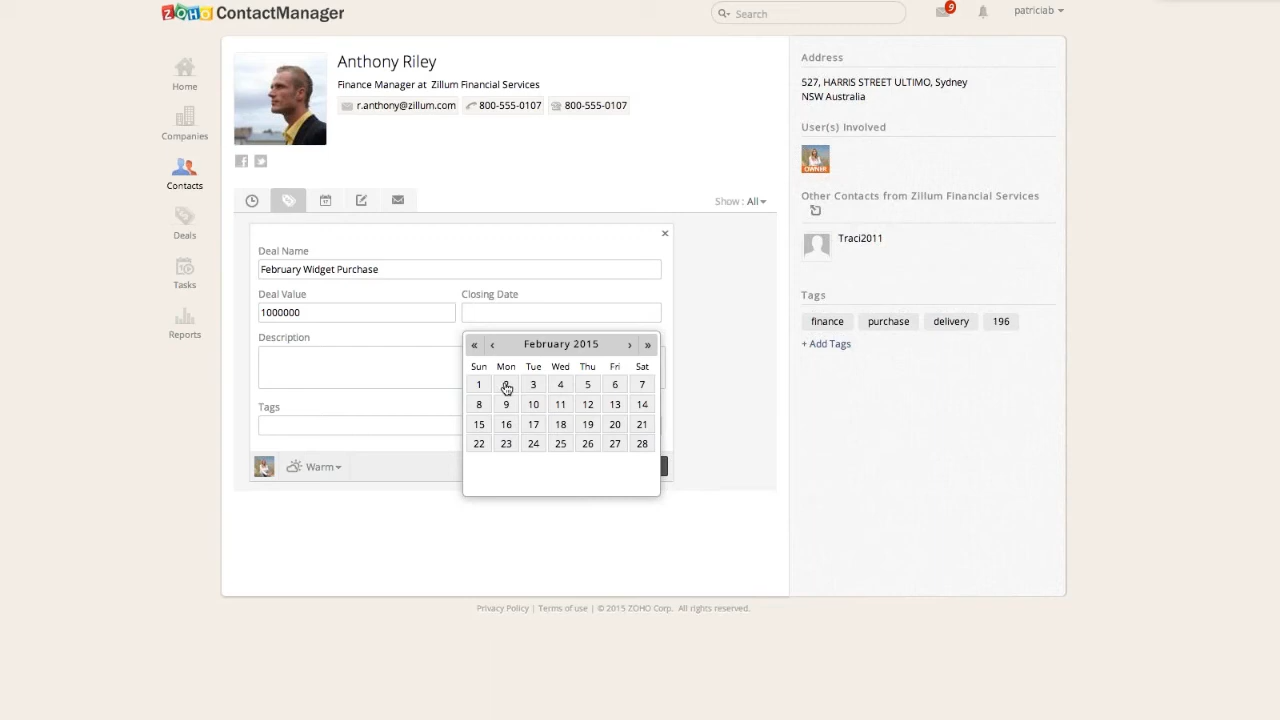 ZOHO ContactManager
Search
9
patriciab
Home
Companies
Contacts
Deals
Tasks
Reports
Anthony Riley
Finance Manager at Zillum Financial Services
r.anthony@zillum.com 800-555-0107 800-555-0107
Show : All
×
Deal Name
February Widget Purchase
Deal Value Closing Date
1000000
Description
Tags
Warm
« ‹ February 2015 › »
Sun Mon Tue Wed Thu Fri Sat
1 2 3 4 5 6 7
8 9 10 11 12 13 14
15 16 17 18 19 20 21
22 23 24 25 26 27 28
Address
527, HARRIS STREET ULTIMO, Sydney
NSW Australia
User(s) Involved
OWNER
Other Contacts from Zillum Financial Services
Traci2011
Tags
finance purchase delivery 196
+ Add Tags
Privacy Policy | Terms of use | © 2015 ZOHO Corp. All rights reserved.